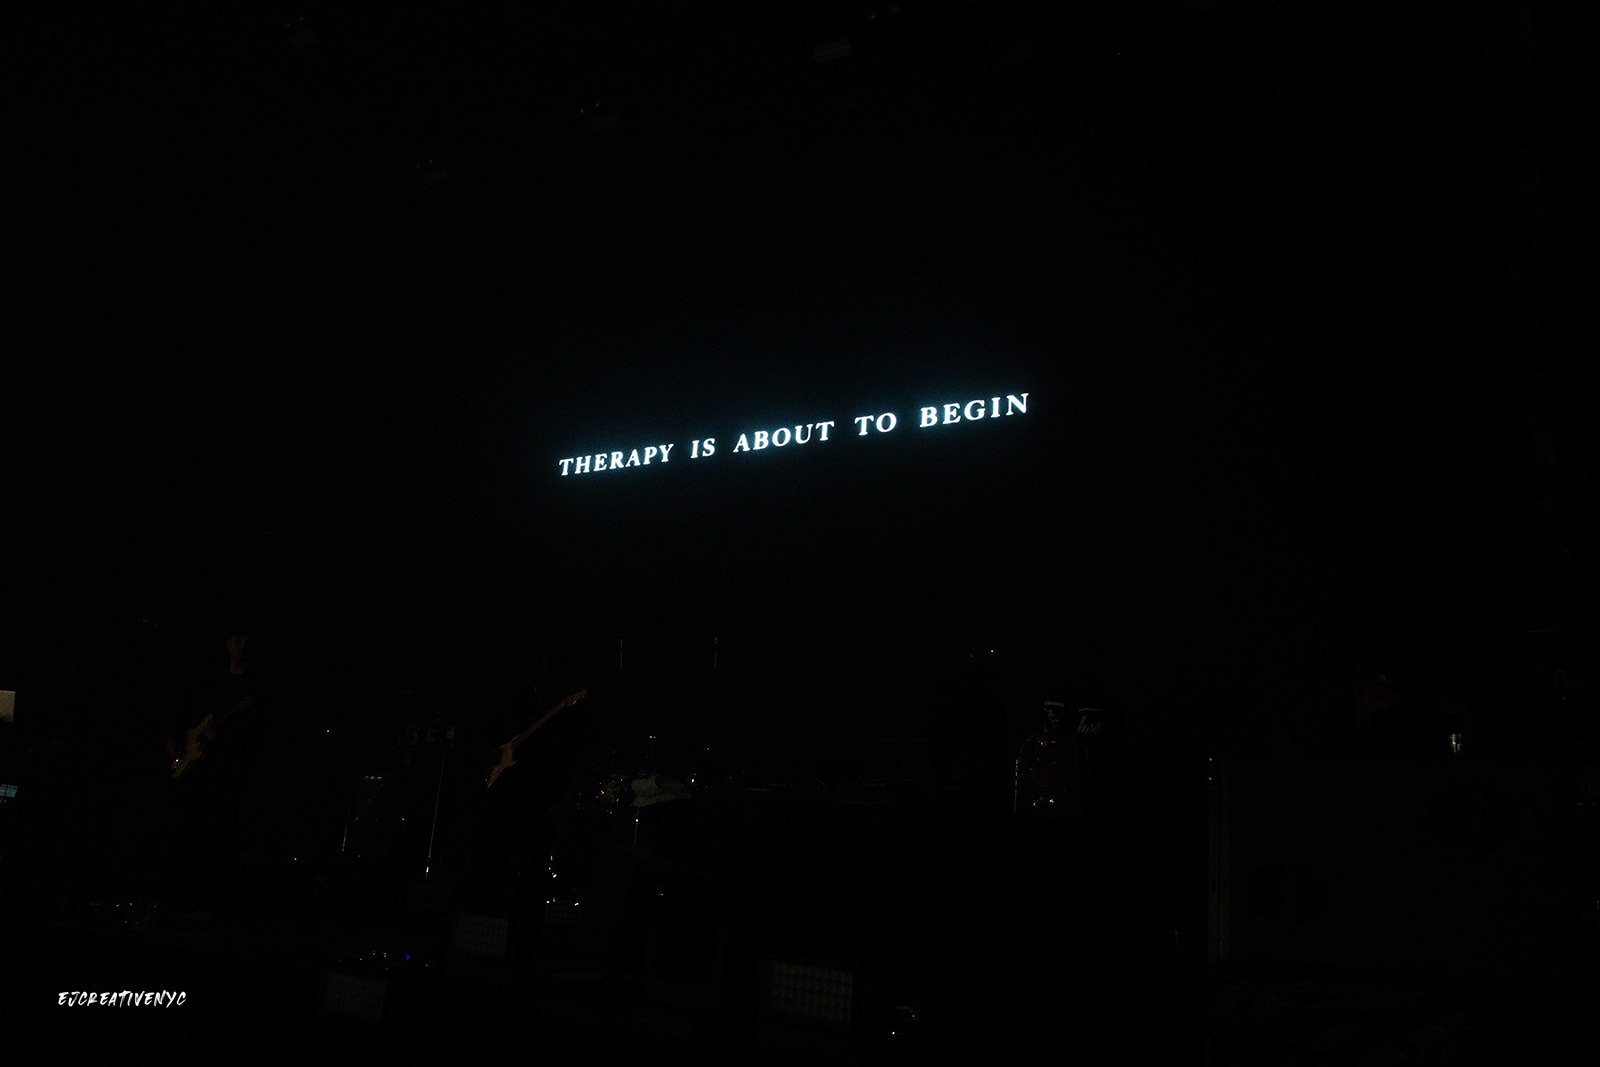 THERAPY IS ABOUT TO BEGIN
EJCREATIVENYC